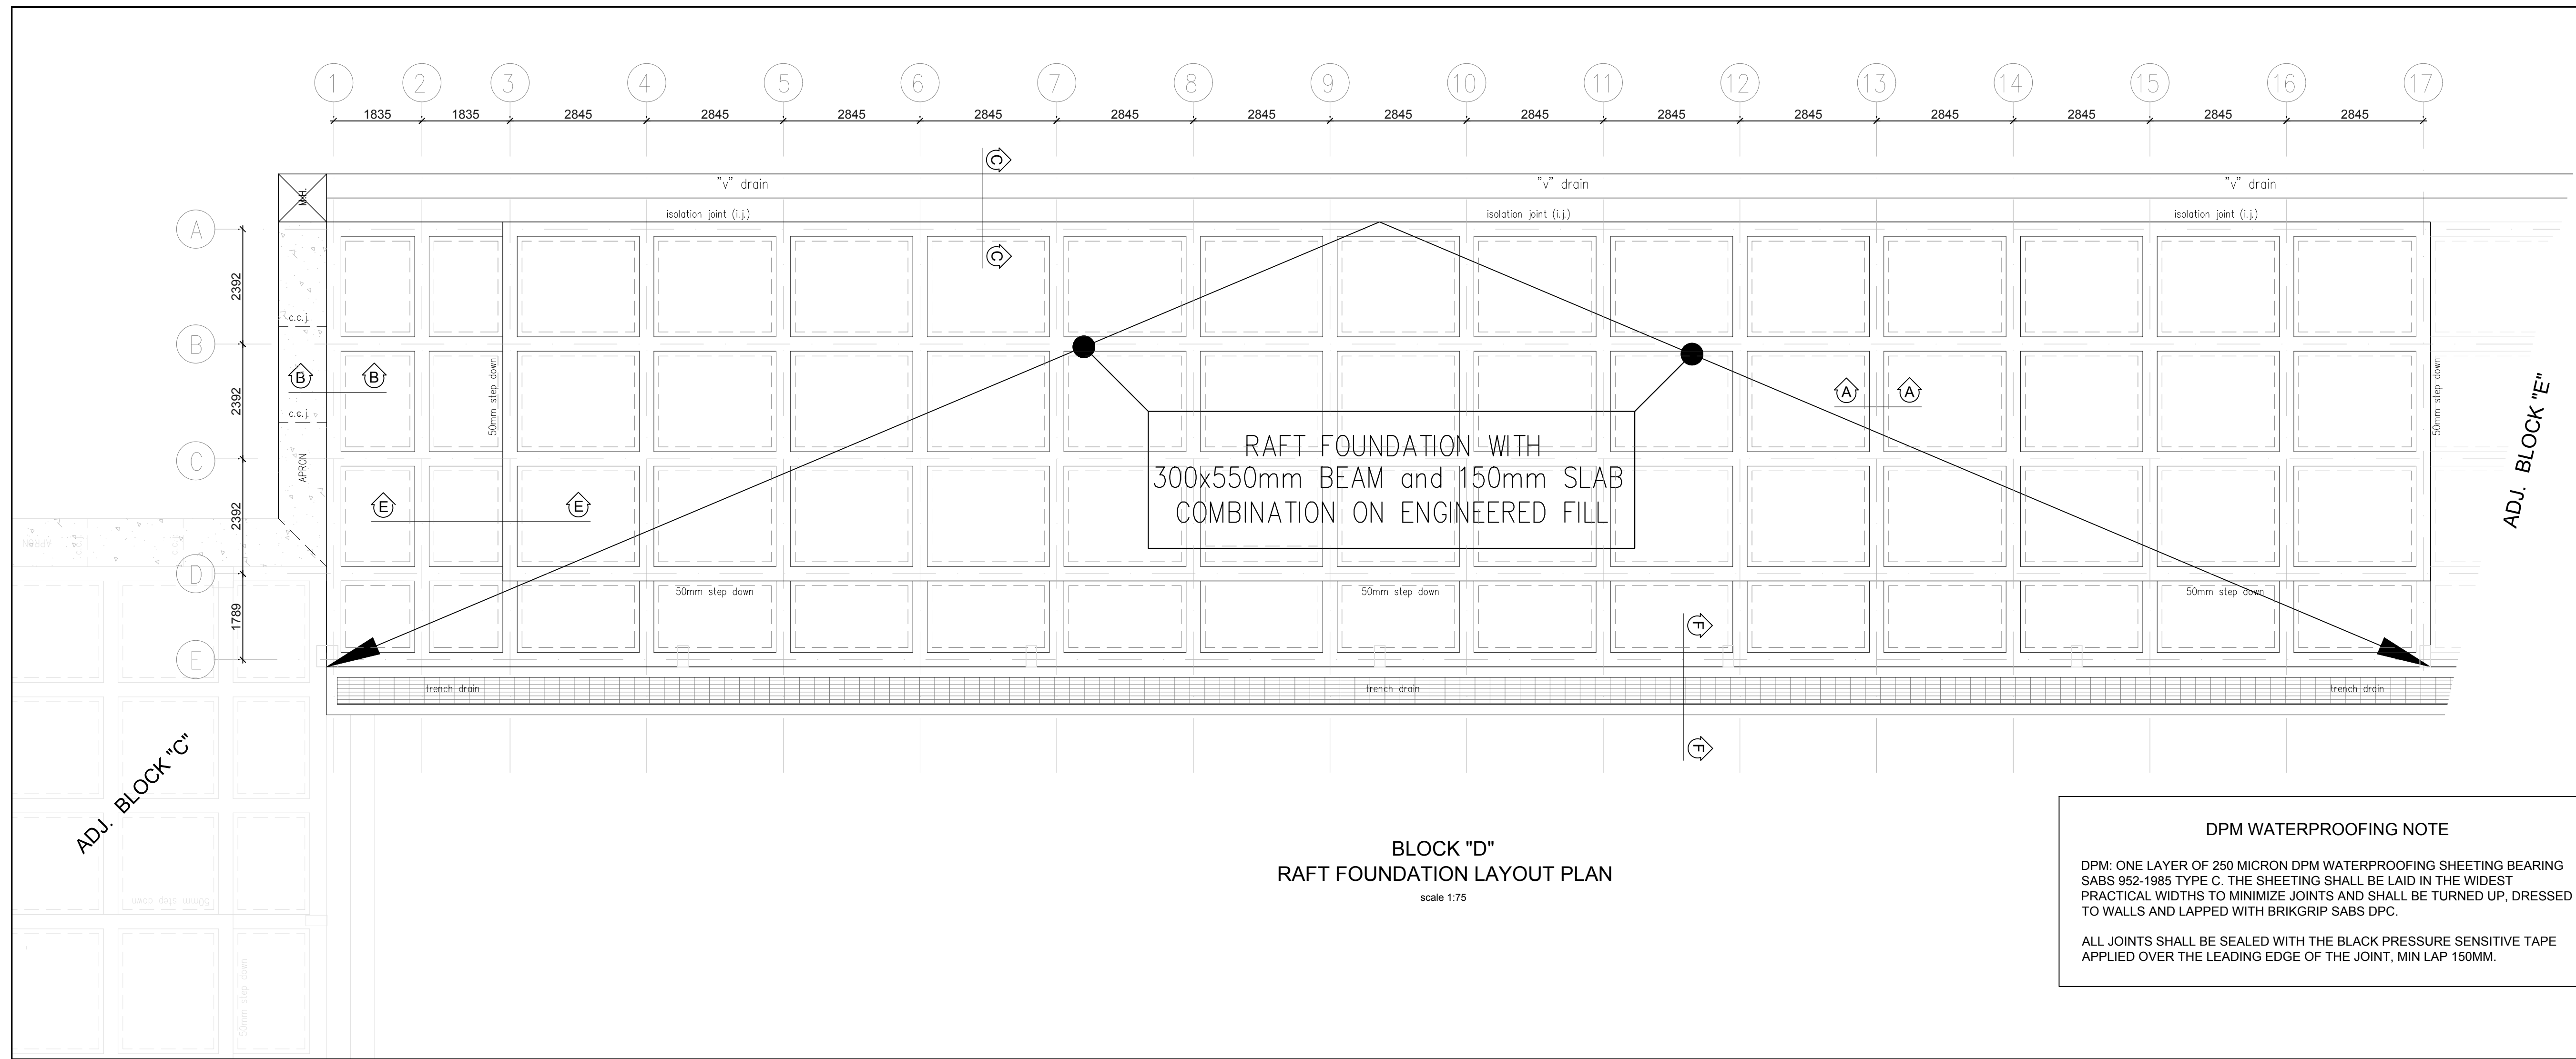 1 2 3 4 5 6 7 8 9 10 11 12 13 14 15 16 17
1835 1835 2845 2845 2845 2845 2845 2845 2845 2845 2845 2845 2845 2845 2845 2845
C
"v" drain "v" drain "v" drain
M.H.
isolation joint (i.j.) isolation joint (i.j.) isolation joint (i.j.)
A
C
2392
c.c.j.
B
B B
A A
2392
50mm step down
50mm step down
c.c.j.
ADJ. BLOCK "E"
RAFT FOUNDATION WITH
300x550mm BEAM and 150mm SLAB
COMBINATION ON ENGINEERED FILL
C
APRON
E E
2392
APRON
c.c.j.
c.c.j.
D
50mm step down 50mm step down 50mm step down
1789
F
E
trench drain trench drain trench drain
F
ADJ. BLOCK "C"
50mm step down
50mm step down
BLOCK "D"
RAFT FOUNDATION LAYOUT PLAN
scale 1:75
DPM WATERPROOFING NOTE
DPM: ONE LAYER OF 250 MICRON DPM WATERPROOFING SHEETING BEARING
SABS 952-1985 TYPE C. THE SHEETING SHALL BE LAID IN THE WIDEST
PRACTICAL WIDTHS TO MINIMIZE JOINTS AND SHALL BE TURNED UP, DRESSED
TO WALLS AND LAPPED WITH BRIKGRIP SABS DPC.
ALL JOINTS SHALL BE SEALED WITH THE BLACK PRESSURE SENSITIVE TAPE
APPLIED OVER THE LEADING EDGE OF THE JOINT, MIN LAP 150MM.